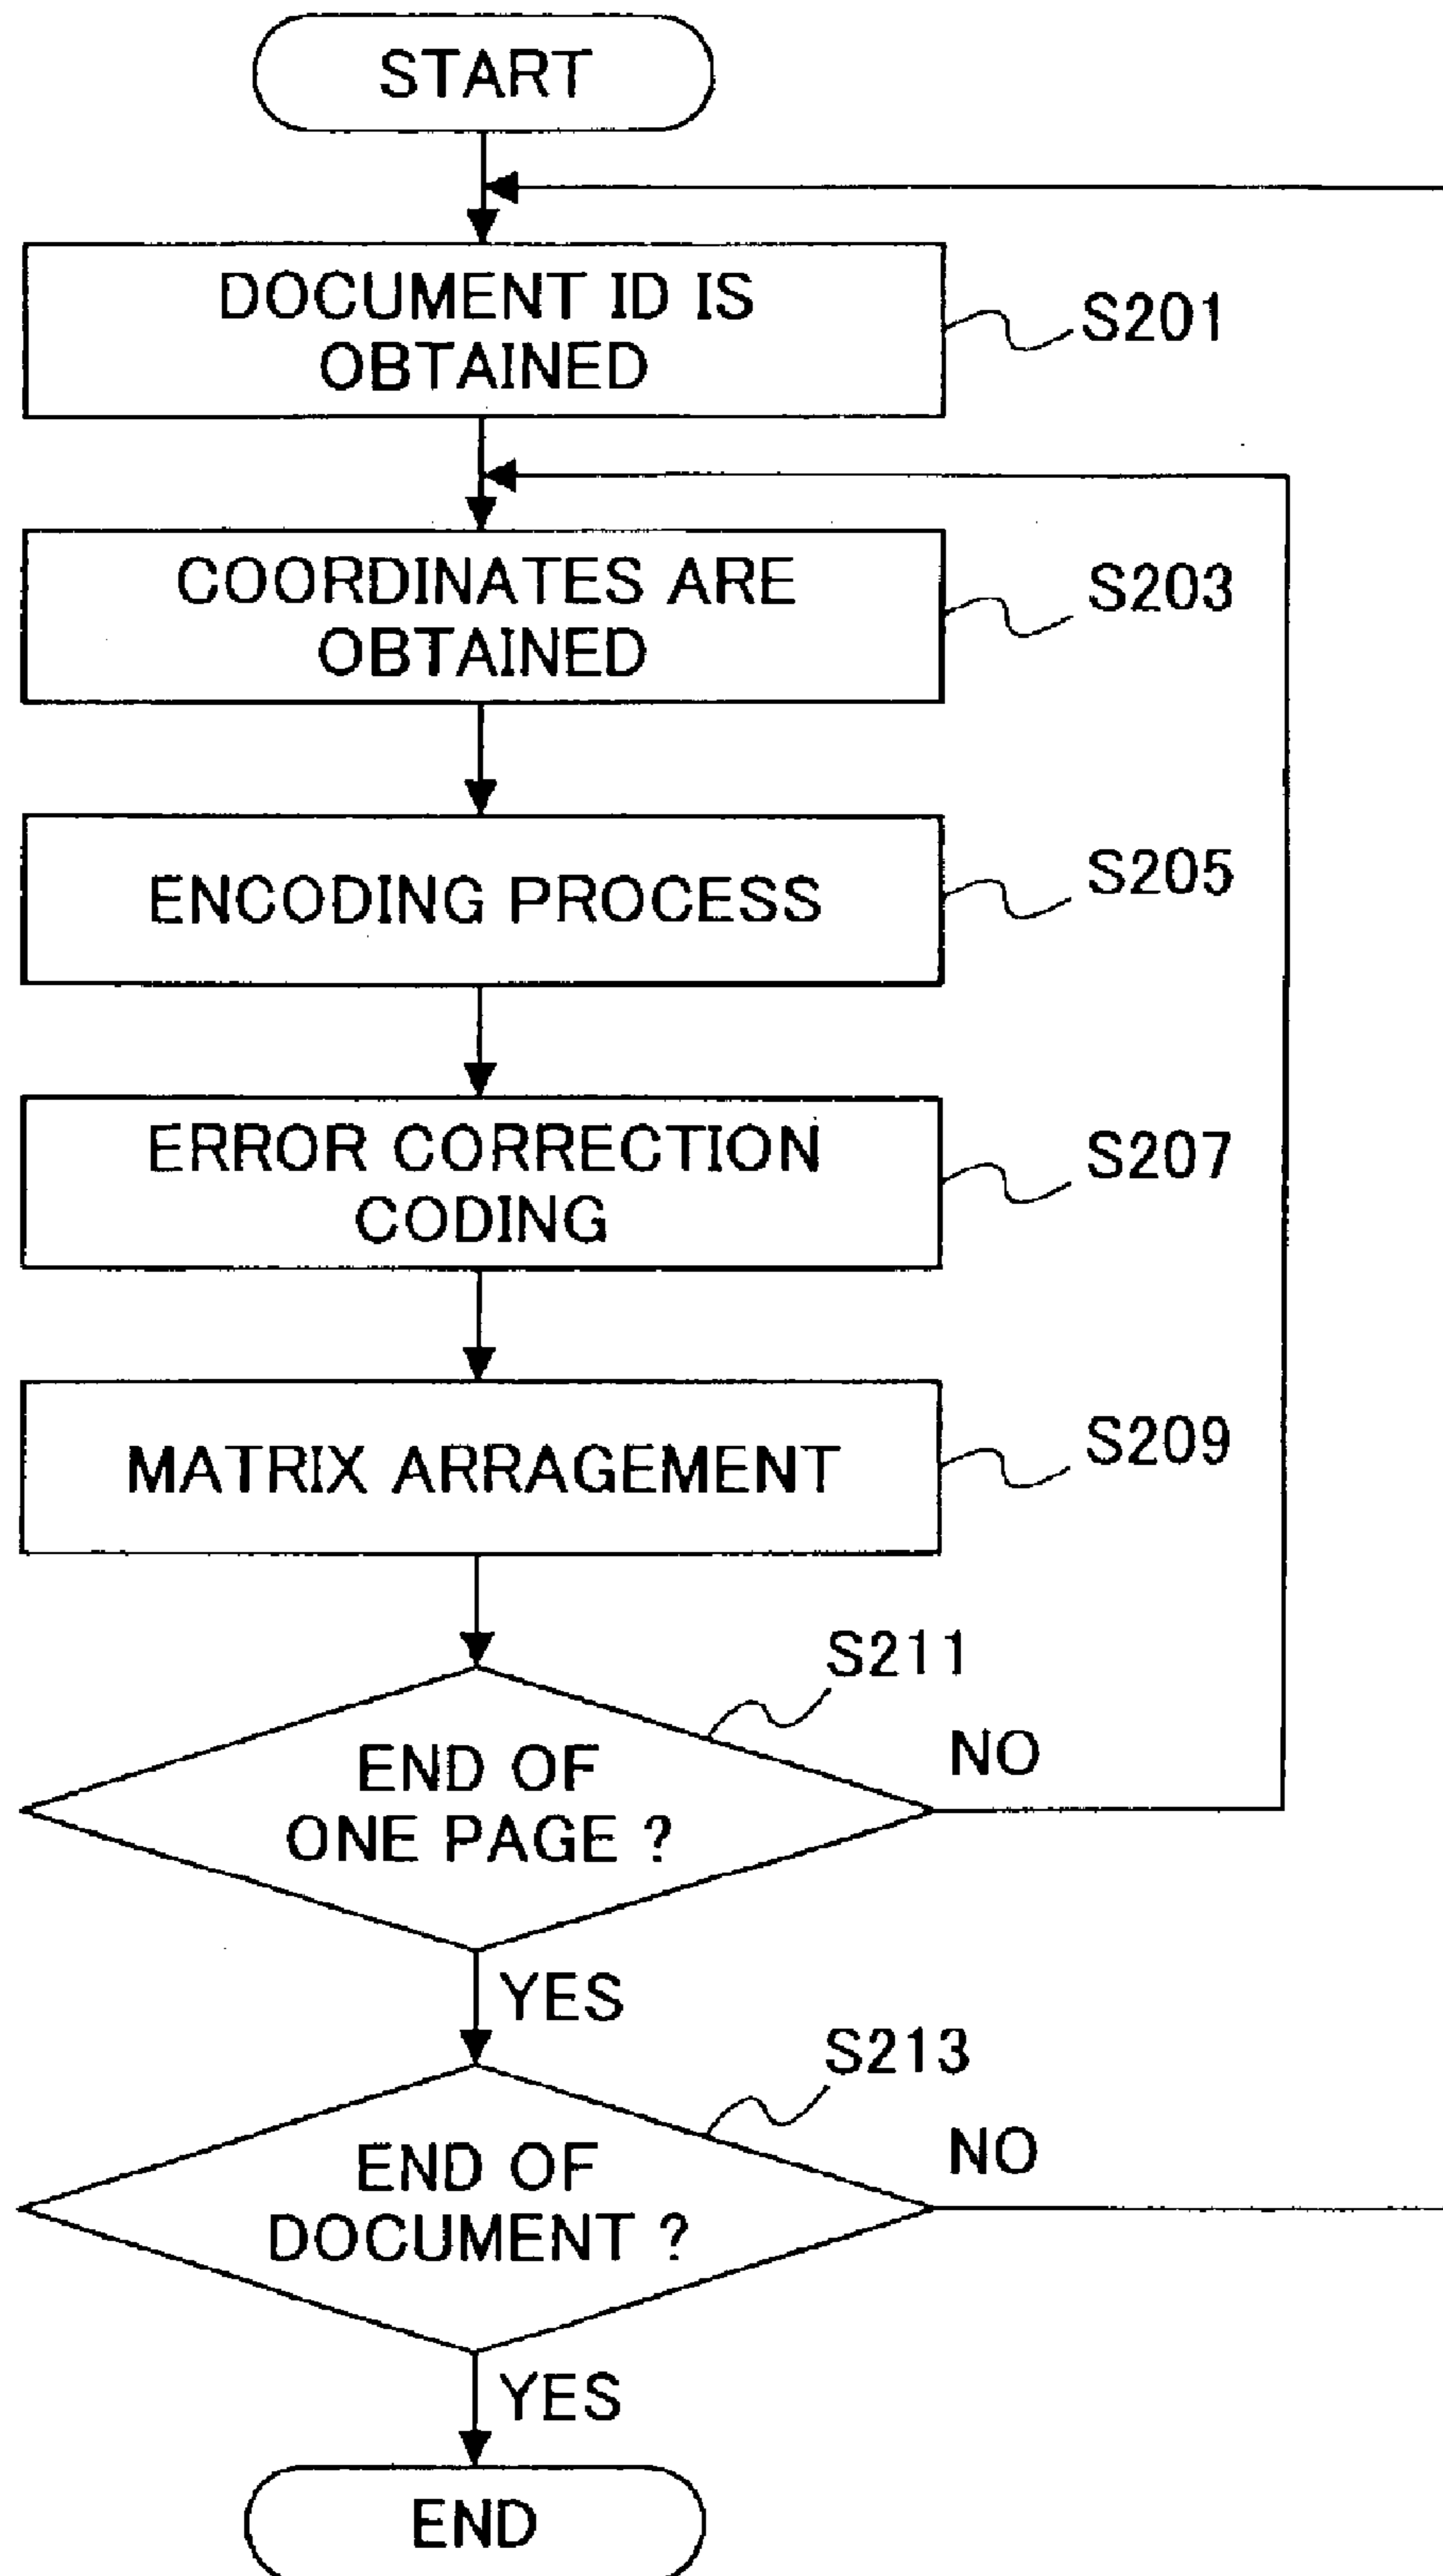 START
DOCUMENT ID IS
OBTAINED
S201
COORDINATES ARE
OBTAINED
S203
ENCODING PROCESS
S205
ERROR CORRECTION
CODING
S207
MATRIX ARRAGEMENT
S209
S211
END OF
ONE PAGE ?
NO
YES
S213
END OF
DOCUMENT ?
NO
YES
END